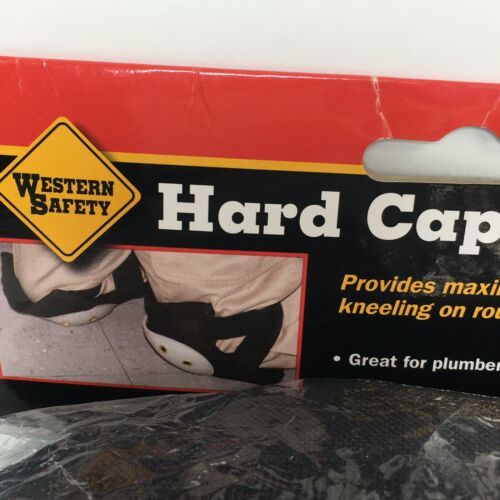 WESTERN
SAFETY
Hard Cap
Provides maxi
kneeling on rou
• Great for plumber